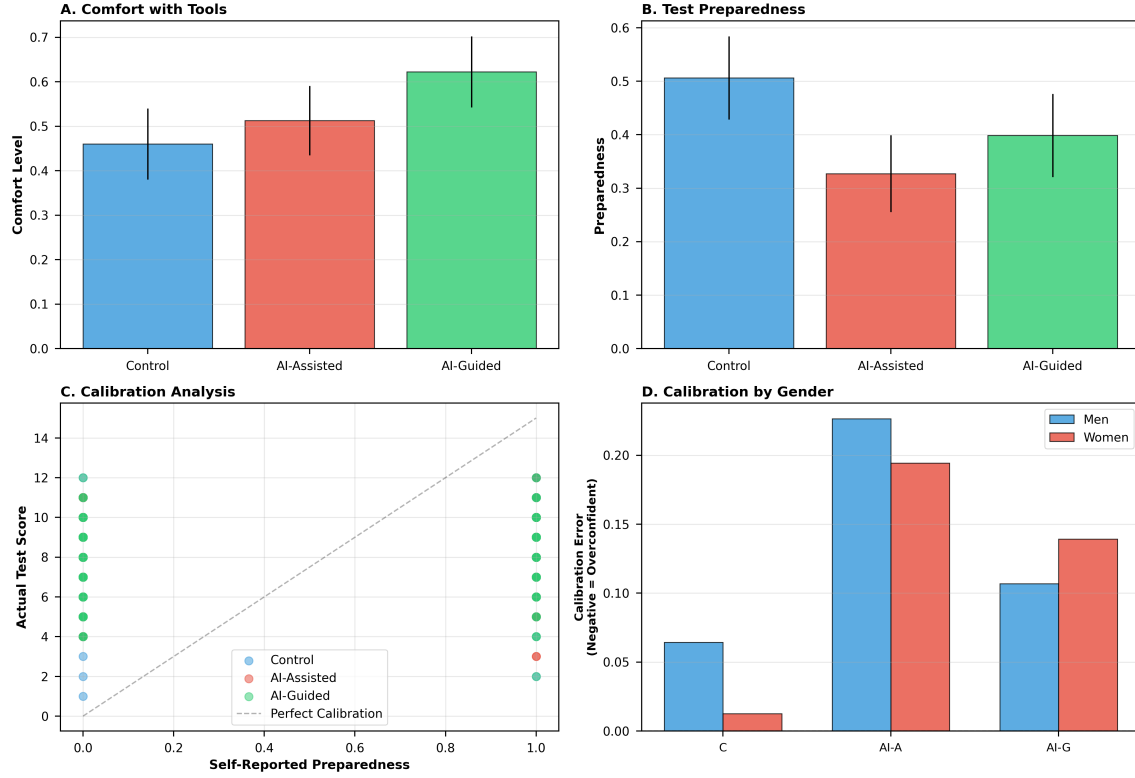 A. Comfort with Tools
Comfort Level
0.7
0.6
0.5
0.4
0.3
0.2
0.1
0.0
Control
AI-Assisted
AI-Guided
B. Test Preparedness
Preparedness
0.6
0.5
0.4
0.3
0.2
0.1
0.0
Control
AI-Assisted
AI-Guided
C. Calibration Analysis
Actual Test Score
14
12
10
8
6
4
2
0
Control
AI-Assisted
AI-Guided
Perfect Calibration
0.0
0.2
0.4
0.6
0.8
1.0
Self-Reported Preparedness
D. Calibration by Gender
Calibration Error
(Negative = Overconfident)
0.20
0.15
0.10
0.05
0.00
Men
Women
C
AI-A
AI-G